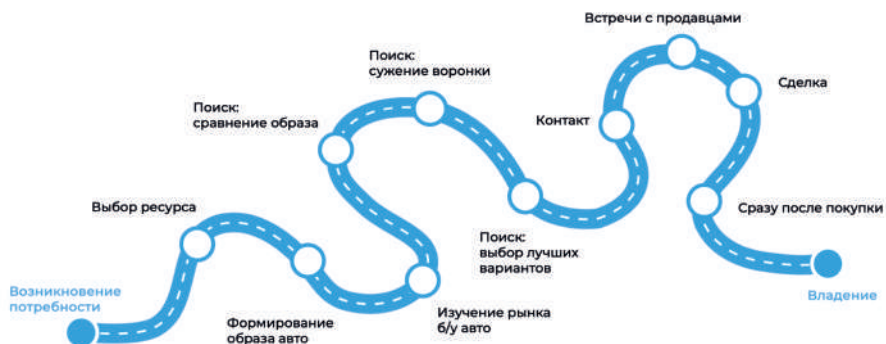 Возникновение
потребности
Выбор ресурса
Формирование
образа авто
Изучение рынка
б/у авто
Поиск:
сравнение образа
Поиск:
сужение воронки
Поиск:
выбор лучших
вариантов
Контакт
Встречи с продавцами
Сделка
Сразу после покупки
Владение